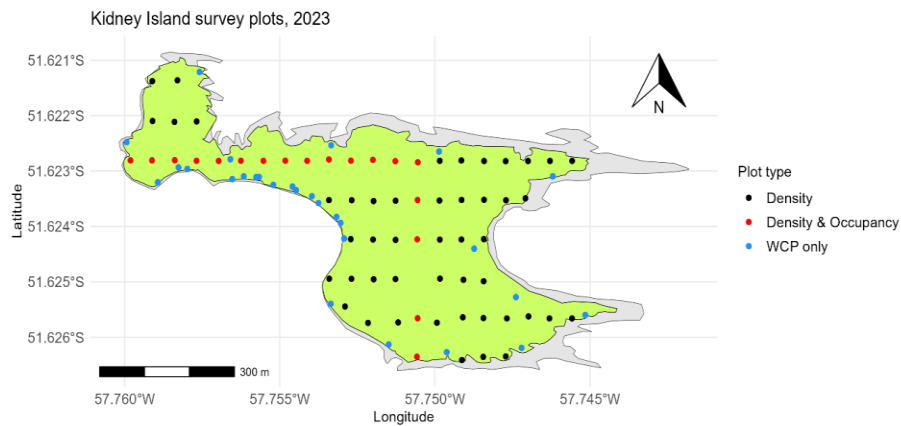 Kidney Island survey plots, 2023
51.621°S
51.622°S
51.623°S
51.624°S
51.625°S
51.626°S
Latitude
N
300 m
57.760°W
57.755°W
57.750°W
57.745°W
Longitude
Plot type
Density
Density & Occupancy
WCP only